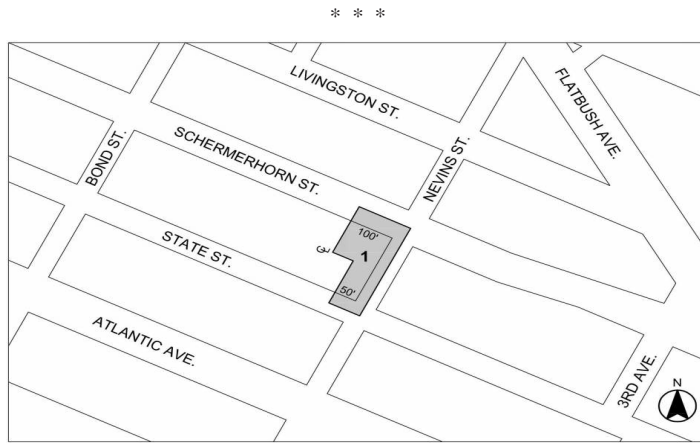 * * *
LIVINGSTON ST.
FLATBUSH AVE.
SCHERMERHORN ST.
NEVINS ST.
BOND ST.
100'
STATE ST.
℄
1
50'
ATLANTIC AVE.
3RD AVE.
N